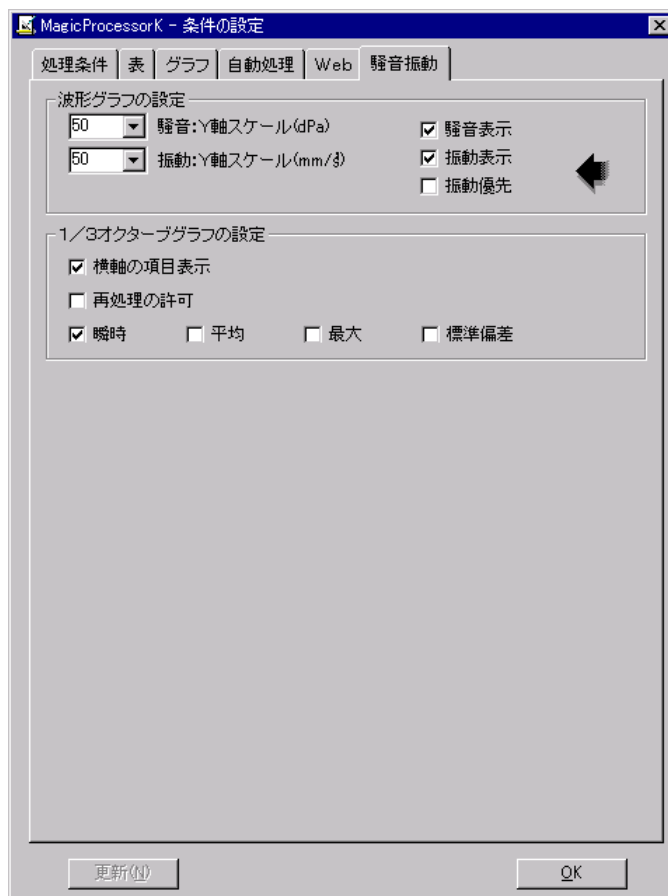 MagicProcessorK - 条件の設定
処理条件 表 グラフ 自動処理 Web 騒音振動
波形グラフの設定
50 騒音:Y軸スケール(dPa) 騒音表示
50 振動:Y軸スケール(mm/s) 振動表示
振動優先
1/3オクターブグラフの設定
横軸の項目表示
再処理の許可
瞬時 平均 最大 標準偏差
更新(N) OK